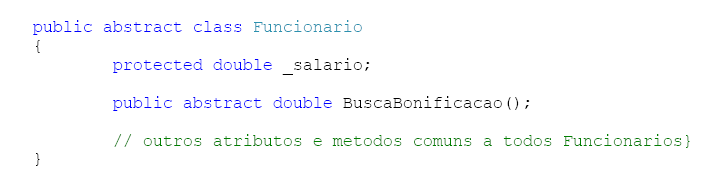 public abstract class Funcionario
{
protected double _salario;
public abstract double BuscaBonificacao();
// outros atributos e metodos comuns a todos Funcionarios}
}